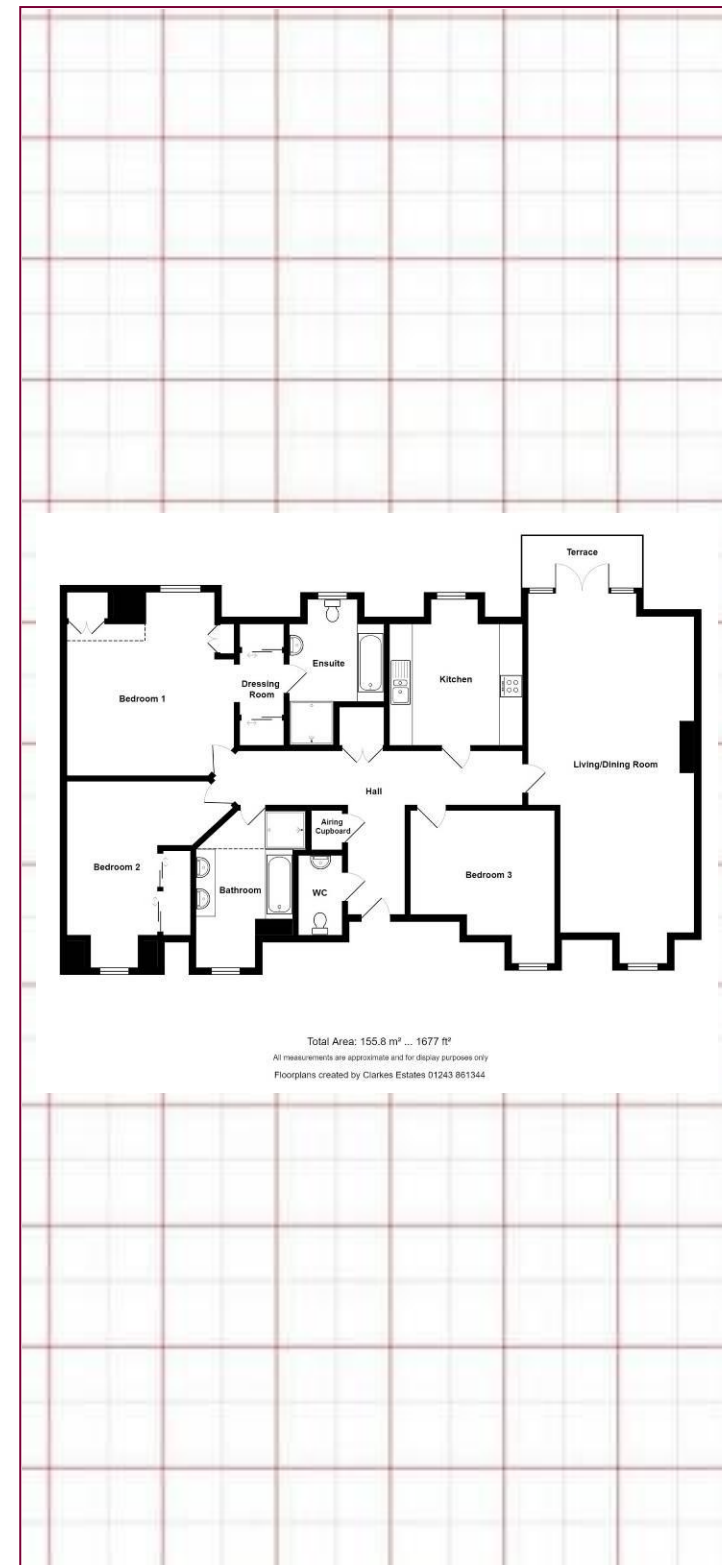 Terrace
Ensuite
Kitchen
Dressing
Room
Bedroom 1
Living/Dining Room
Hall
Airing
Cupboard
Bedroom 2
Bathroom
WC
Bedroom 3
Total Area: 155.8 m² ... 1677 ft²
All measurements are approximate and for display purposes only
Floorplans created by Clarkes Estates 01243 861344